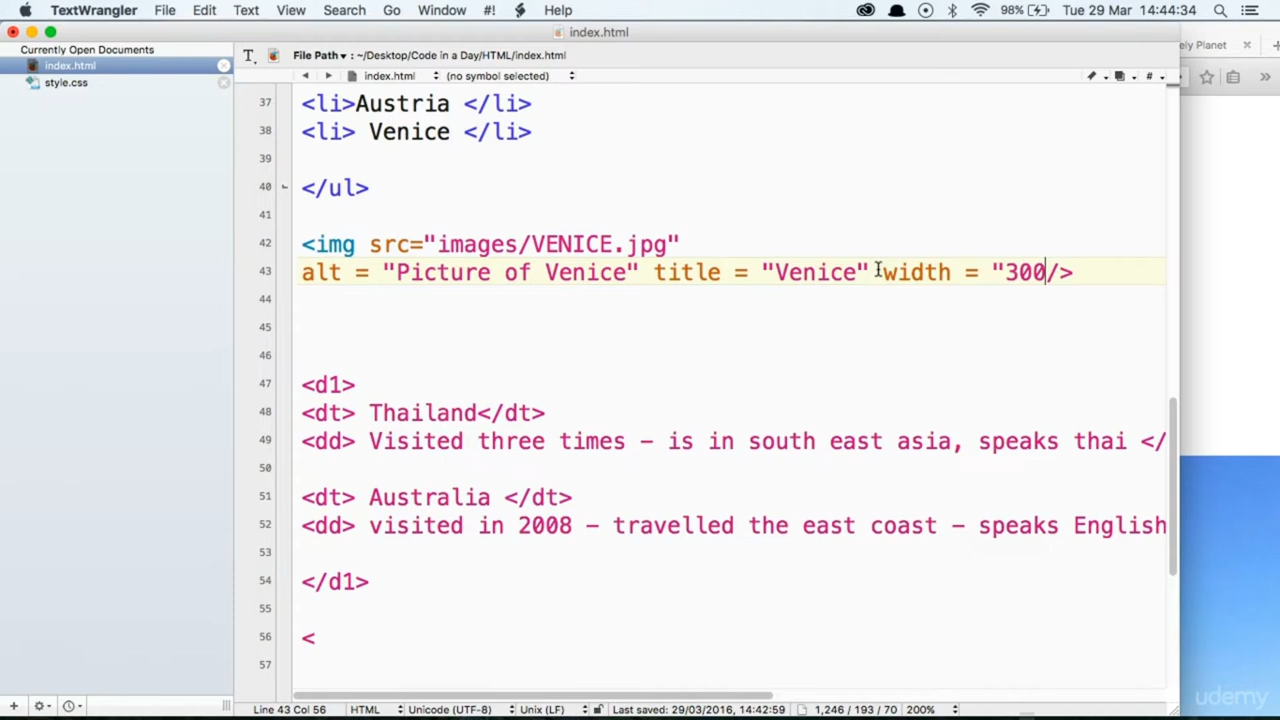 TextWrangler File Edit Text View Search Go Window #! Help 98% Tue 29 Mar 14:44:34
index.html
Currently Open Documents
index.html
style.css
File Path ▾ : ~/Desktop/Code in a Day/HTML/index.html
index.html (no symbol selected)
ely Planet
37 <li>Austria </li>
38 <li> Venice </li>
39
40 </ul>
41
42 <img src="images/VENICE.jpg"
43 alt = "Picture of Venice" title = "Venice" width = "300/>
44
45
46
47 <d1>
48 <dt> Thailand</dt>
49 <dd> Visited three times – is in south east asia, speaks thai </
50
51 <dt> Australia </dt>
52 <dd> visited in 2008 – travelled the east coast – speaks English
53
54 </d1>
55
56 <
57
Line 43 Col 56 HTML Unicode (UTF-8) Unix (LF) Last saved: 29/03/2016, 14:42:59 1,246 / 193 / 70 200%
udemy